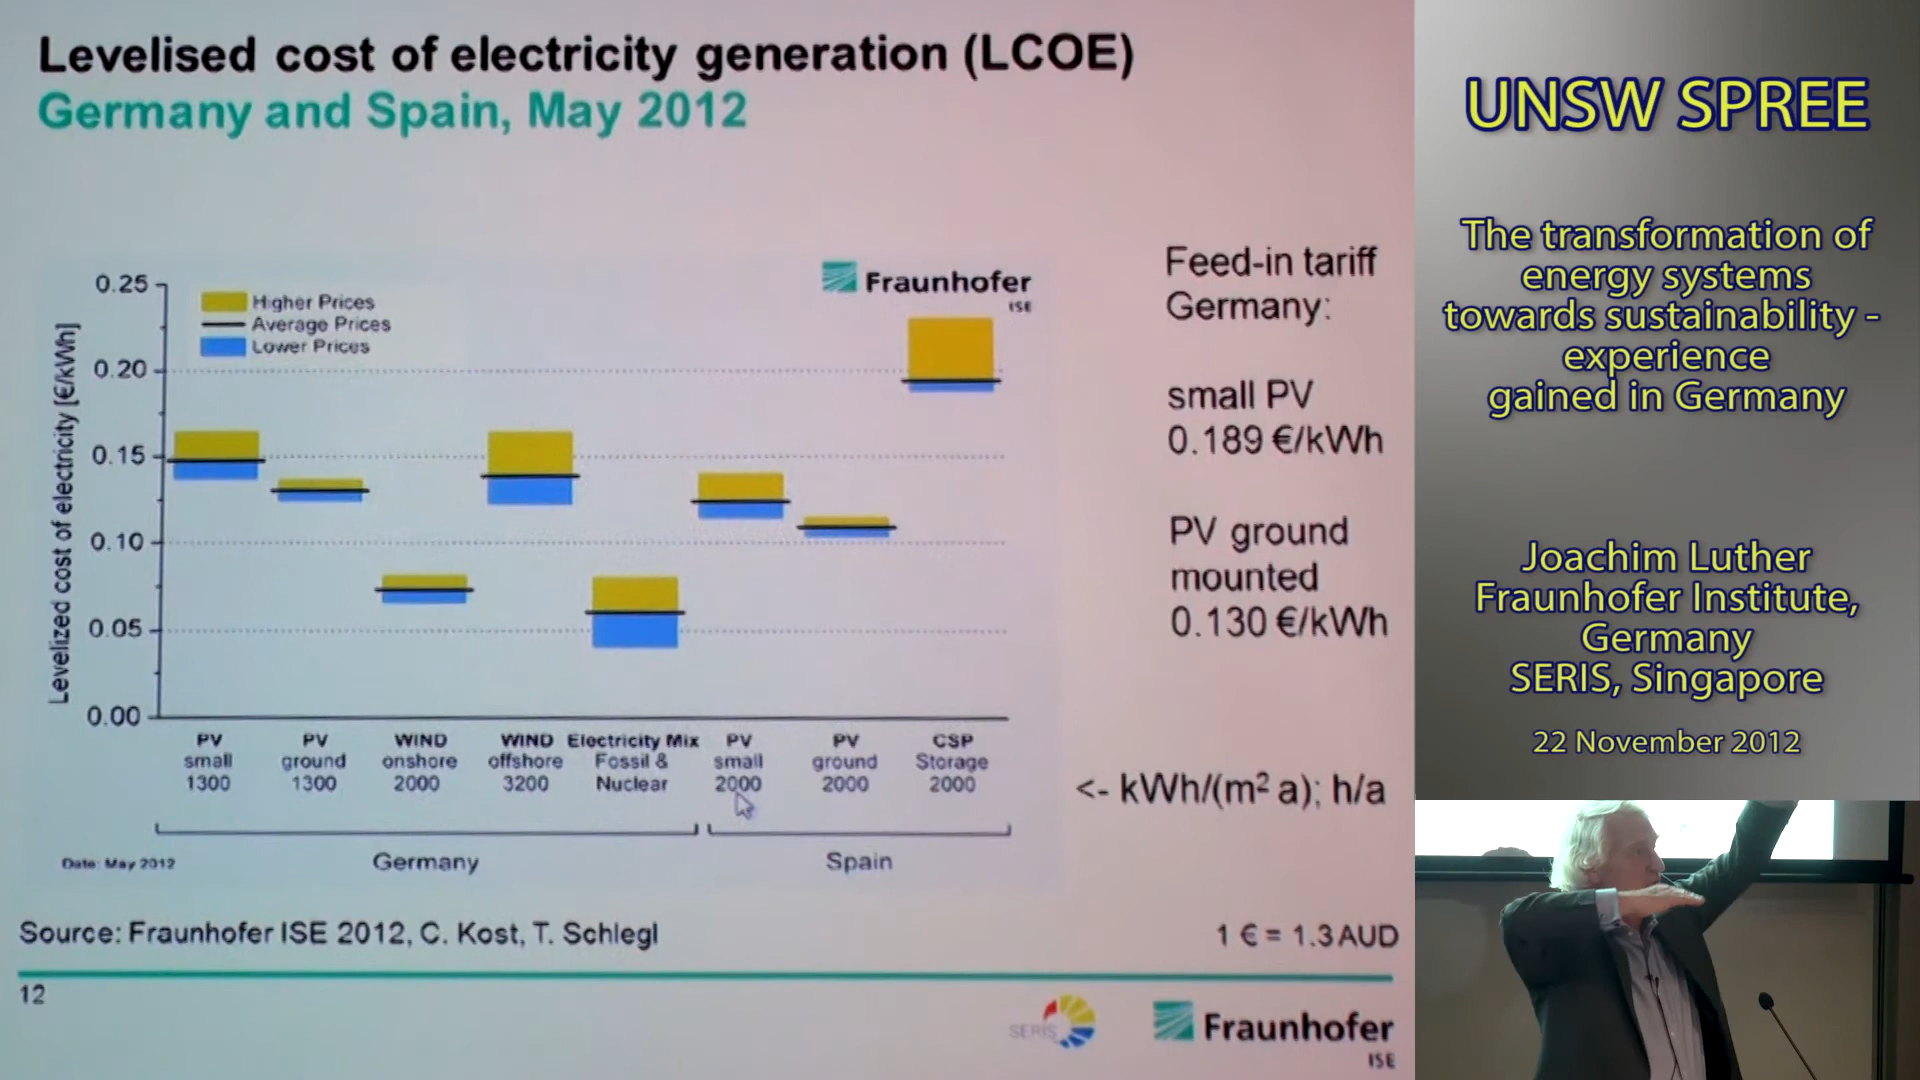 Levelised cost of electricity generation (LCOE)
Germany and Spain, May 2012
Fraunhofer
ISE
Higher Prices
Average Prices
Lower Prices
Levelized cost of electricity [€/kWh]
0.25
0.20
0.15
0.10
0.05
0.00
PV
small
1300
PV
ground
1300
WIND
onshore
2000
WIND
offshore
3200
Electricity Mix
Fossil &
Nuclear
PV
small
2000
PV
ground
2000
CSP
Storage
2000
Germany
Spain
Date: May 2012
Feed-in tariff
Germany:
small PV
0.189 €/kWh
PV ground
mounted
0.130 €/kWh
<- kWh/(m² a); h/a
Source: Fraunhofer ISE 2012, C. Kost, T. Schlegl
1 € = 1.3 AUD
12
SERIS
Fraunhofer
ISE
UNSW SPREE
The transformation of
energy systems
towards sustainability -
experience
gained in Germany
Joachim Luther
Fraunhofer Institute,
Germany
SERIS, Singapore
22 November 2012